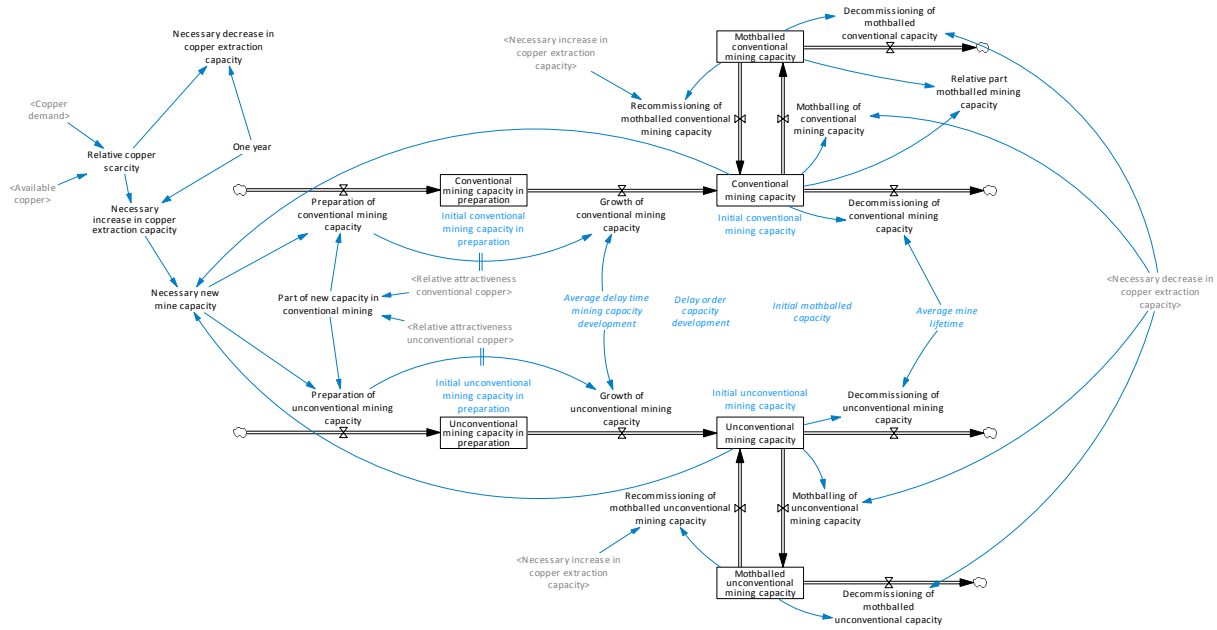 Decommissioning of
mothballed
conventional capacity
Necessary decrease in
copper extraction
capacity
<Necessary increase in
copper extraction
capacity>
Mothballed
conventional
mining capacity
Relative part
mothballed mining
capacity
<Copper
demand>
Recommissioning of
mothballed conventional
mining capacity
Mothballing of
conventional
mining capacity
Relative copper
scarcity
One year
<Available
copper>
Conventional
mining capacity in
preparation
Conventional
mining capacity
Necessary
increase in copper
extraction capacity
Preparation of
conventional mining
capacity
Initial conventional
mining capacity in
preparation
Growth of
conventional mining
capacity
Initial conventional
mining capacity
Decommissioning of
conventional mining
capacity
Necessary new
mine capacity
Part of new capacity in
conventional mining
<Relative attractiveness
conventional copper>
<Relative attractiveness
unconventional copper>
Average delay time
mining capacity
development
Delay order
capacity
development
Initial mothballed
capacity
Average mine
lifetime
<Necessary decrease in
copper extraction
capacity>
Preparation of
unconventional mining
capacity
Initial unconventional
mining capacity in
preparation
Growth of
unconventional mining
capacity
Initial unconventional
mining capacity
Decommissioning of
unconventional mining
capacity
Unconventional
mining capacity in
preparation
Unconventional
mining capacity
Recommissioning of
mothballed unconventional
mining capacity
Mothballing of
unconventional
mining capacity
<Necessary increase in
copper extraction
capacity>
Mothballed
unconventional
mining capacity
Decommissioning of
mothballed
unconventional capacity